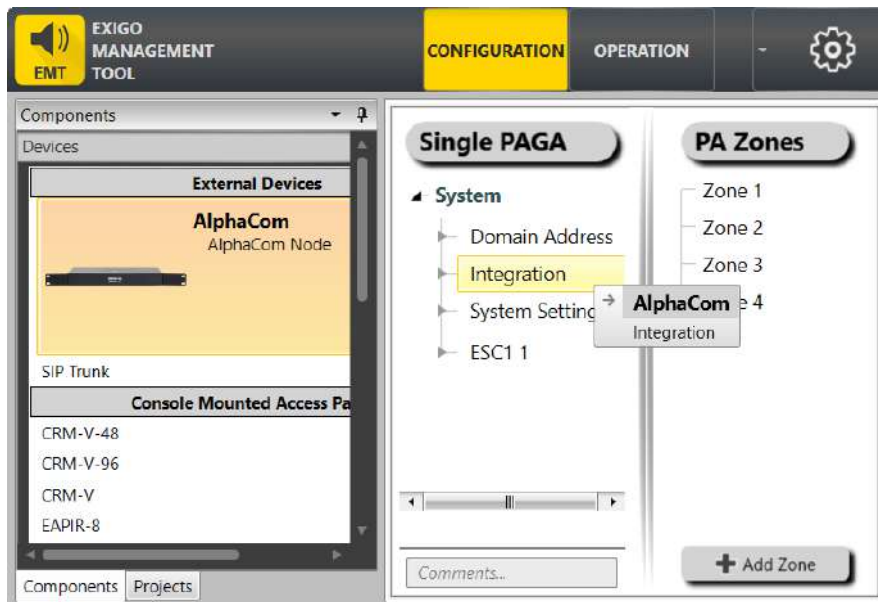 EXIGO
MANAGEMENT
TOOL
EMT
CONFIGURATION
OPERATION
Components
Devices
External Devices
AlphaCom
AlphaCom Node
SIP Trunk
Console Mounted Access Pa
CRM-V-48
CRM-V-96
CRM-V
EAPIR-8
Components
Projects
Single PAGA
System
Domain Address
Integration
System Setting
ESC1 1
AlphaCom
Integration
Comments...
PA Zones
Zone 1
Zone 2
Zone 3
e 4
Add Zone